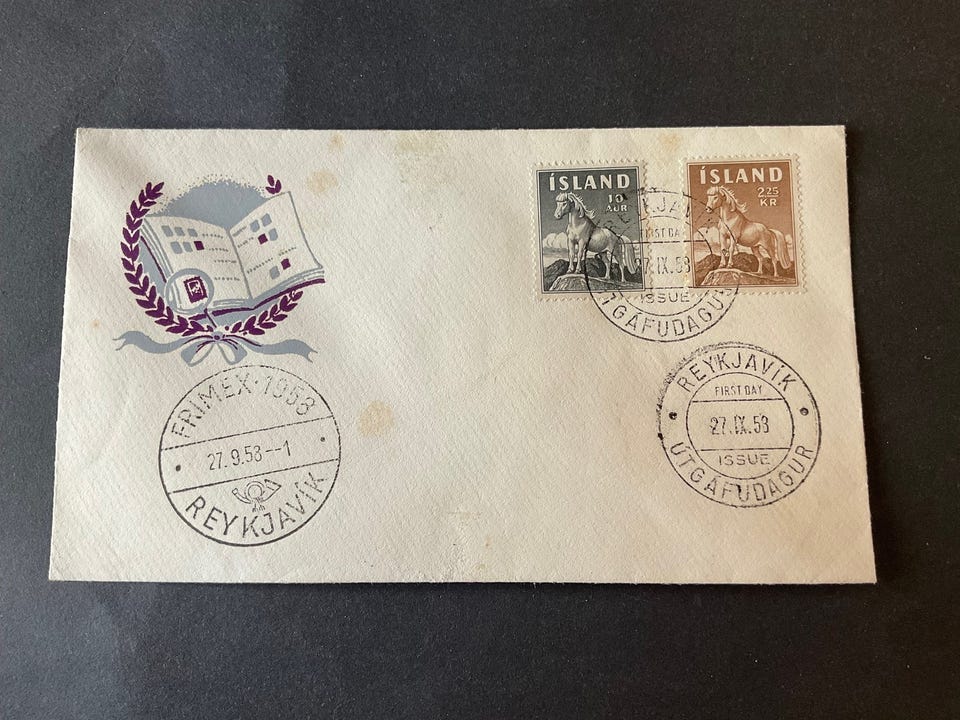 ÍSLAND
10
AUR
ÍSLAND
2.25
KR
REYKJAVÍK
FIRST DAY
27.IX.58
ISSUE
ÚTGÁFUDAGUR
REYKJAVÍK
FIRST DAY
27.IX.58
ISSUE
ÚTGÁFUDAGUR
FRIMEX·1958
27.9.58--1
REYKJAVÍK